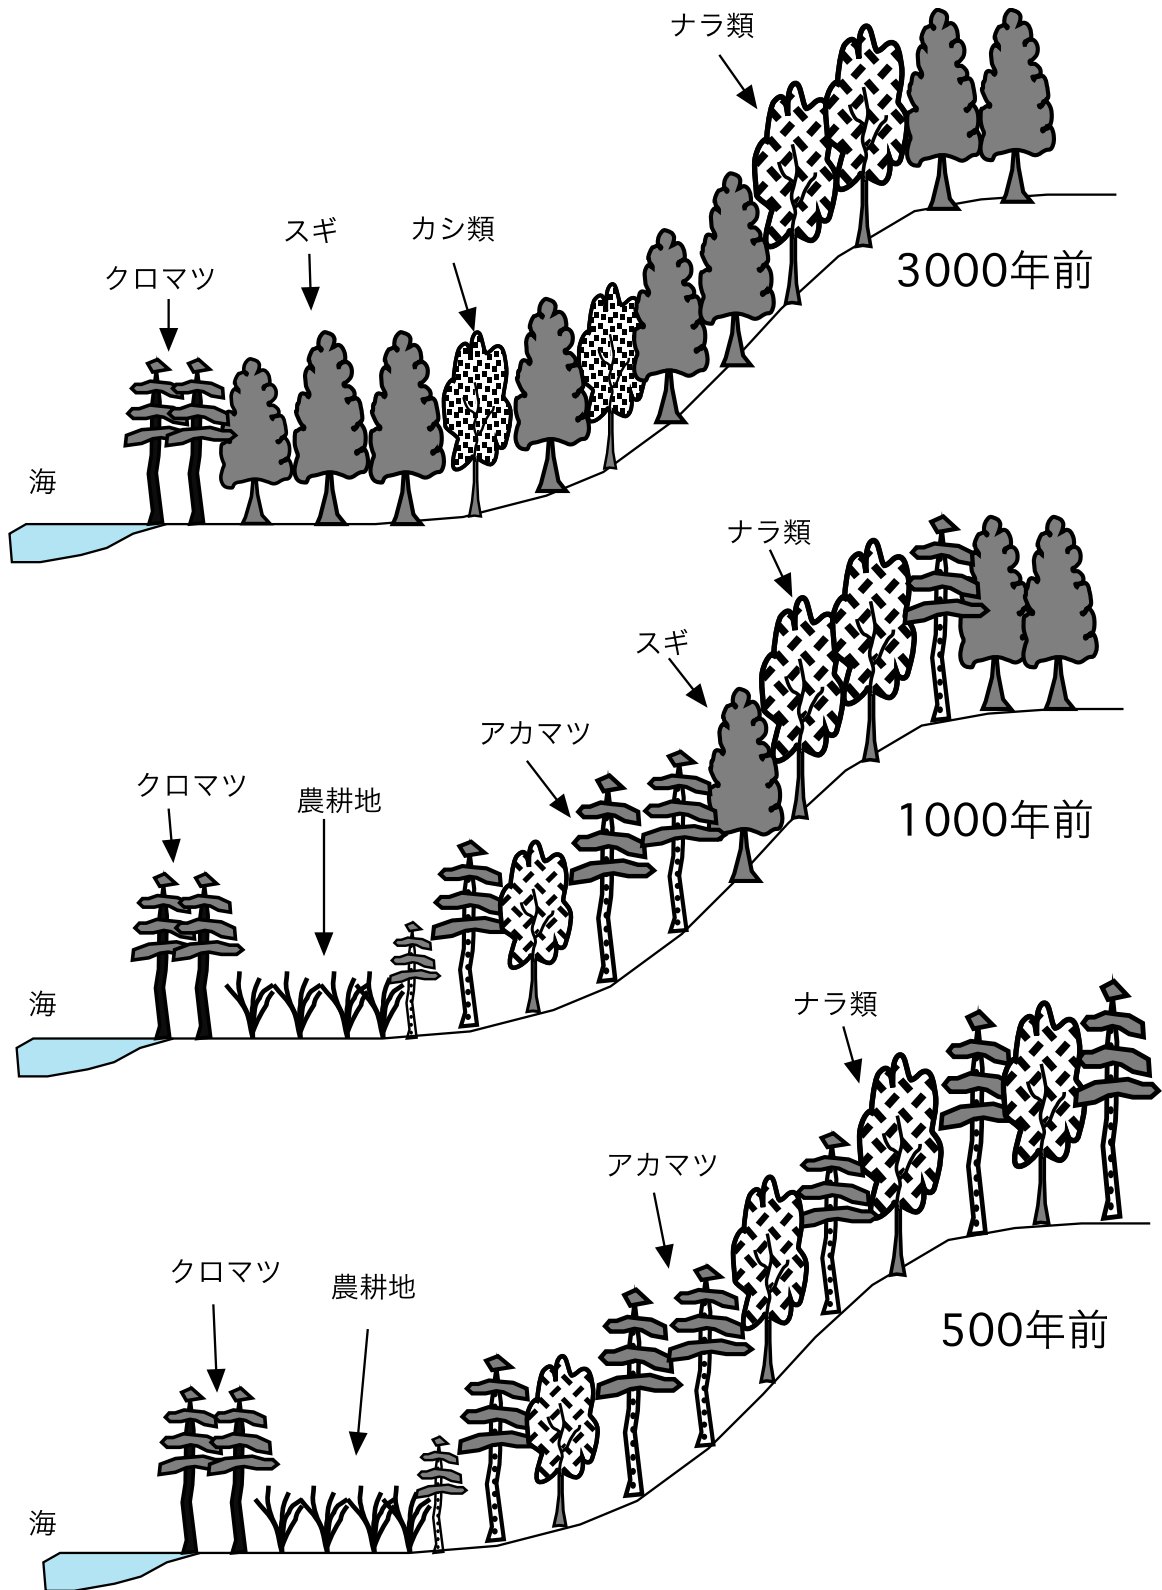 ナラ類
スギ
カシ類
クロマツ
3000年前
海
ナラ類
スギ
アカマツ
クロマツ
農耕地
1000年前
海
ナラ類
アカマツ
クロマツ
農耕地
500年前
海